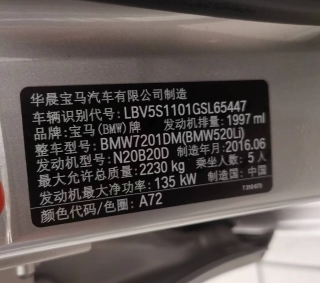 华晨宝马汽车有限公司制造
车辆识别代号: LBV5S1101GSL65447
品牌: 宝马(BMW)牌 发动机排量: 1997 ml
整车型号: BMW7201DM(BMW520Li)
发动机型号: N20B20D 制造年月: 2016.06
最大允许总质量: 2230 kg 乘坐人数: 5 人
发动机最大净功率: 135 kW 制造国: 中国
颜色代码/色圈: A72